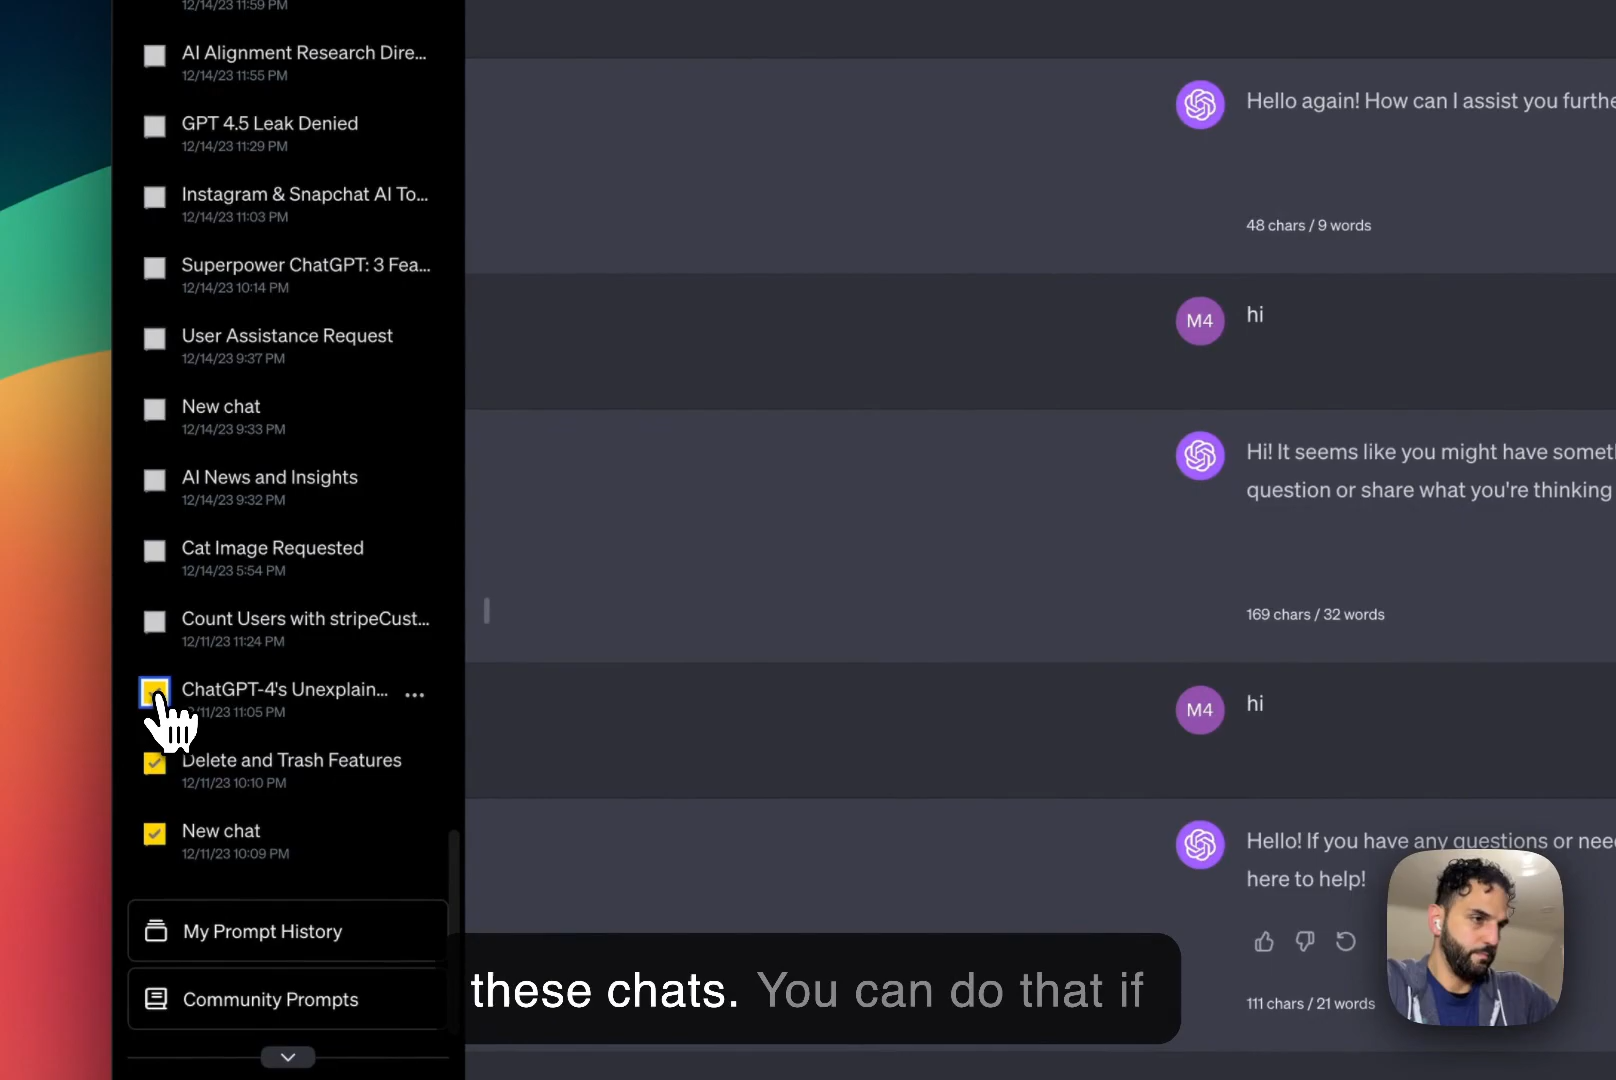 12/14/23 11:59 PM
AI Alignment Research Dire...
12/14/23 11:55 PM
GPT 4.5 Leak Denied
12/14/23 11:29 PM
Instagram & Snapchat AI To...
12/14/23 11:03 PM
Superpower ChatGPT: 3 Fea...
12/14/23 10:14 PM
User Assistance Request
12/14/23 9:37 PM
New chat
12/14/23 9:33 PM
AI News and Insights
12/14/23 9:32 PM
Cat Image Requested
12/14/23 5:54 PM
Count Users with stripeCust...
12/11/23 11:24 PM
ChatGPT-4's Unexplain...
/11/23 11:05 PM
Delete and Trash Features
12/11/23 10:10 PM
New chat
12/11/23 10:09 PM
My Prompt History
Community Prompts
Hello again! How can I assist you furthe
48 chars / 9 words
M4 hi
Hi! It seems like you might have somet
question or share what you're thinking
169 chars / 32 words
M4 hi
Hello! If you have any questions or nee
here to help!
111 chars / 21 words
these chats. You can do that if